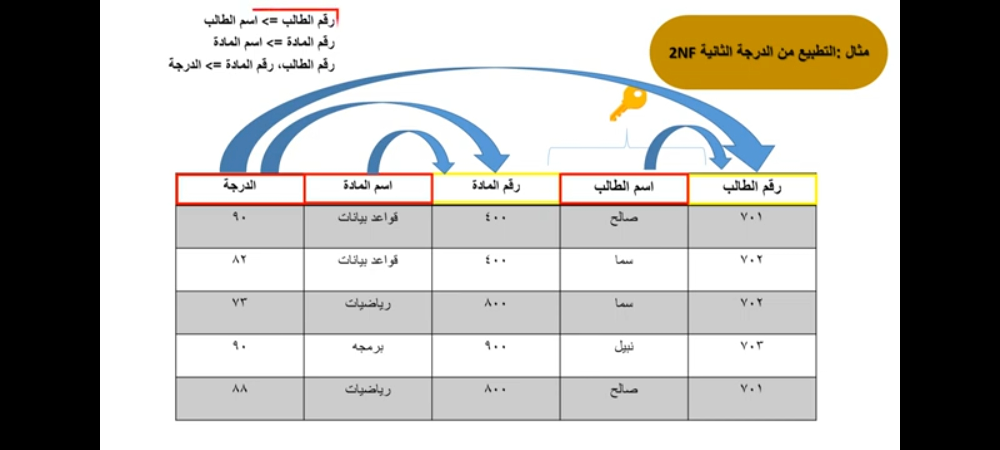 رقم الطالب => اسم الطالب
رقم المادة => اسم المادة
رقم الطالب، رقم المادة => الدرجة
مثال :التطبيع من الدرجة الثانية 2NF
رقم الطالب اسم الطالب رقم المادة اسم المادة الدرجة
٧٠١ صالح ٤٠٠ قواعد بيانات ٩٠
٧٠٢ سما ٤٠٠ قواعد بيانات ٨٢
٧٠٢ سما ٨٠٠ رياضيات ٧٣
٧٠٣ نبيل ٩٠٠ برمجه ٩٠
٧٠١ صالح ٨٠٠ رياضيات ٨٨